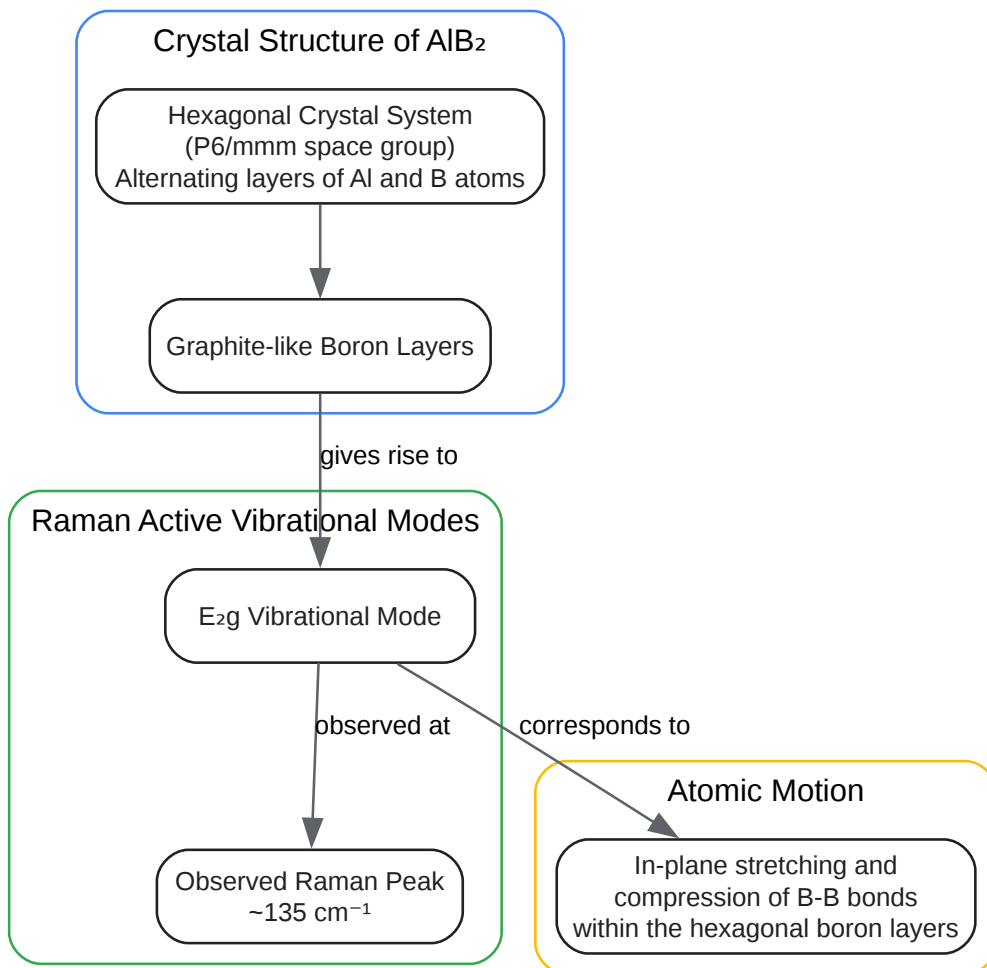 Crystal Structure of AlB₂
Hexagonal Crystal System
(P6/mmm space group)
Alternating layers of Al and B atoms
Graphite-like Boron Layers
gives rise to
Raman Active Vibrational Modes
E₂g Vibrational Mode
observed at
corresponds to
Atomic Motion
Observed Raman Peak
~135 cm⁻¹
In-plane stretching and
compression of B-B bonds
within the hexagonal boron layers